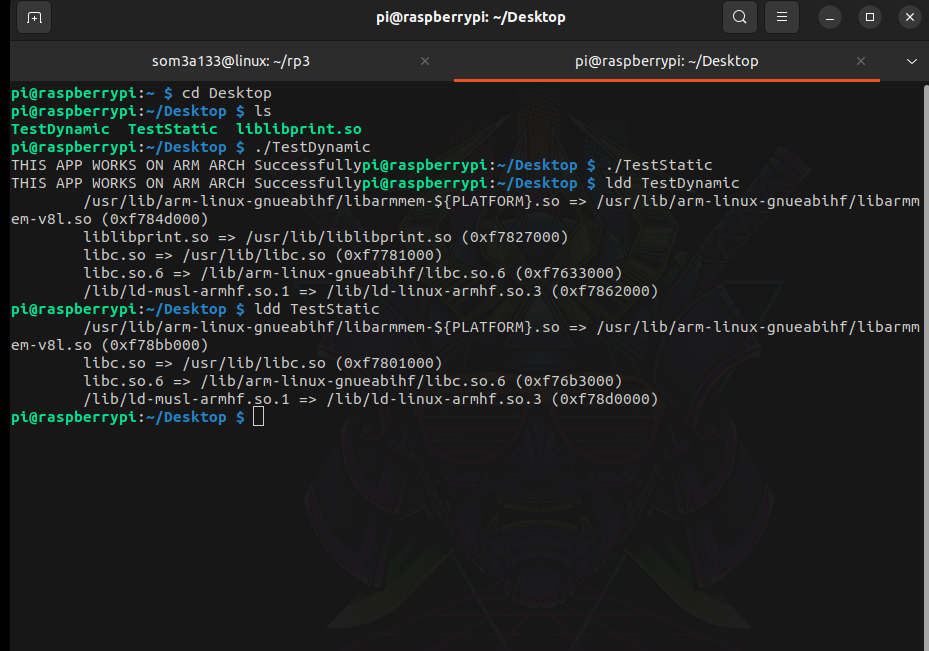 pi@raspberrypi: ~/Desktop
som3a133@linux: ~/rp3
pi@raspberrypi: ~/Desktop
pi@raspberrypi:~ $ cd Desktop
pi@raspberrypi:~/Desktop $ ls
TestDynamic  TestStatic  liblibprint.so
pi@raspberrypi:~/Desktop $ ./TestDynamic
THIS APP WORKS ON ARM ARCH Successfullypi@raspberrypi:~/Desktop $ ./TestStatic
THIS APP WORKS ON ARM ARCH Successfullypi@raspberrypi:~/Desktop $ ldd TestDynamic
        /usr/lib/arm-linux-gnueabihf/libarmmem-${PLATFORM}.so => /usr/lib/arm-linux-gnueabihf/libarmm
em-v8l.so (0xf784d000)
        liblibprint.so => /usr/lib/liblibprint.so (0xf7827000)
        libc.so => /usr/lib/libc.so (0xf7781000)
        libc.so.6 => /lib/arm-linux-gnueabihf/libc.so.6 (0xf7633000)
        /lib/ld-musl-armhf.so.1 => /lib/ld-linux-armhf.so.3 (0xf7862000)
pi@raspberrypi:~/Desktop $ ldd TestStatic
        /usr/lib/arm-linux-gnueabihf/libarmmem-${PLATFORM}.so => /usr/lib/arm-linux-gnueabihf/libarmm
em-v8l.so (0xf78bb000)
        libc.so => /usr/lib/libc.so (0xf7801000)
        libc.so.6 => /lib/arm-linux-gnueabihf/libc.so.6 (0xf76b3000)
        /lib/ld-musl-armhf.so.1 => /lib/ld-linux-armhf.so.3 (0xf78d0000)
pi@raspberrypi:~/Desktop $